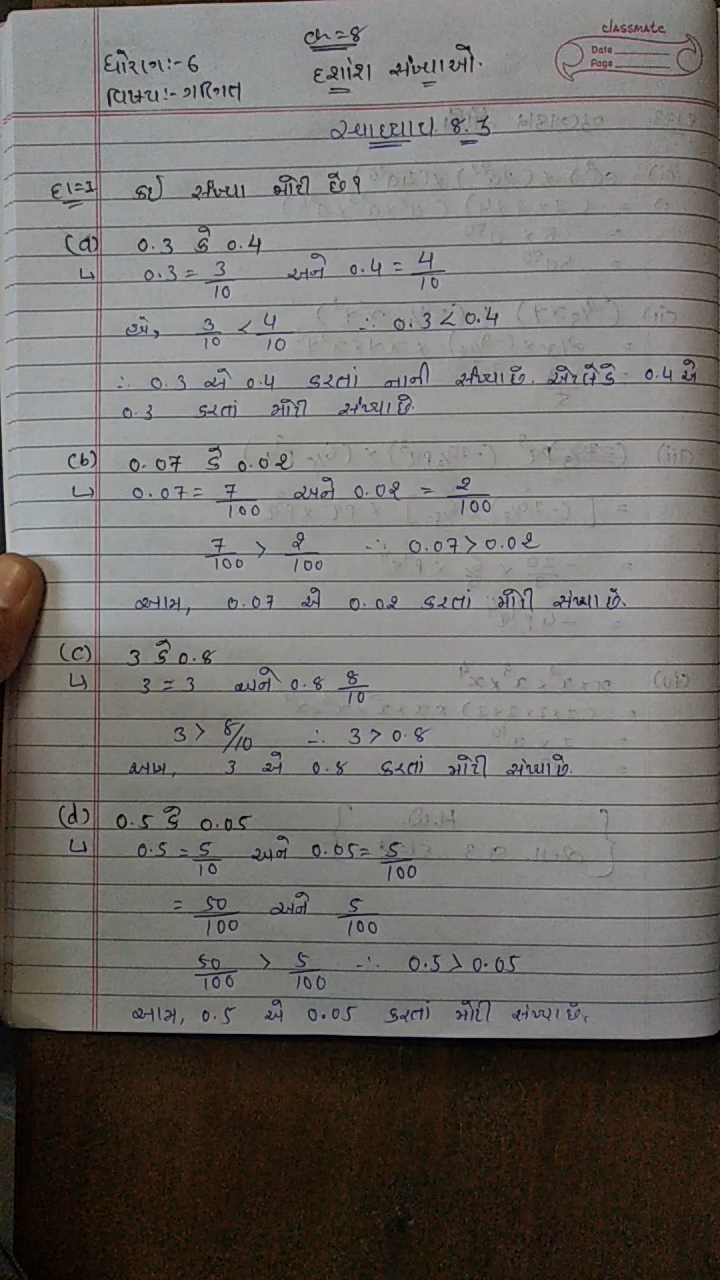 ch=8
classmate
Date
Page
ધોરણ:-6
દશાંશ સંખ્યાઓ.
વિષય:- ગણિત
સ્વાધ્યાય 8.3
દા=1 કઈ સંખ્યા મોટી છે?
(a) 0.3 કે 0.4
↳ 0.3 = 3/10 અને 0.4 = 4/10
હવે, 3/10 < 4/10 ∴ 0.3 < 0.4
∴ 0.3 એ 0.4 કરતાં નાની સંખ્યા છે. એટલે કે 0.4 એ
0.3 કરતાં મોટી સંખ્યા છે.
(b) 0.07 કે 0.02
↳ 0.07 = 7/100 અને 0.02 = 2/100
7/100 > 2/100 ∴ 0.07 > 0.02
આમ, 0.07 એ 0.02 કરતાં મોટી સંખ્યા છે.
(c) 3 કે 0.8
↳ 3 = 3 અને 0.8 8/10
3 > 8/10 ∴ 3 > 0.8
આમ, 3 એ 0.8 કરતાં મોટી સંખ્યા છે.
(d) 0.5 કે 0.05
↳ 0.5 = 5/10 અને 0.05 = 5/100
= 50/100 અને 5/100
50/100 > 5/100 ∴ 0.5 > 0.05
આમ, 0.5 એ 0.05 કરતાં મોટી સંખ્યા છે.